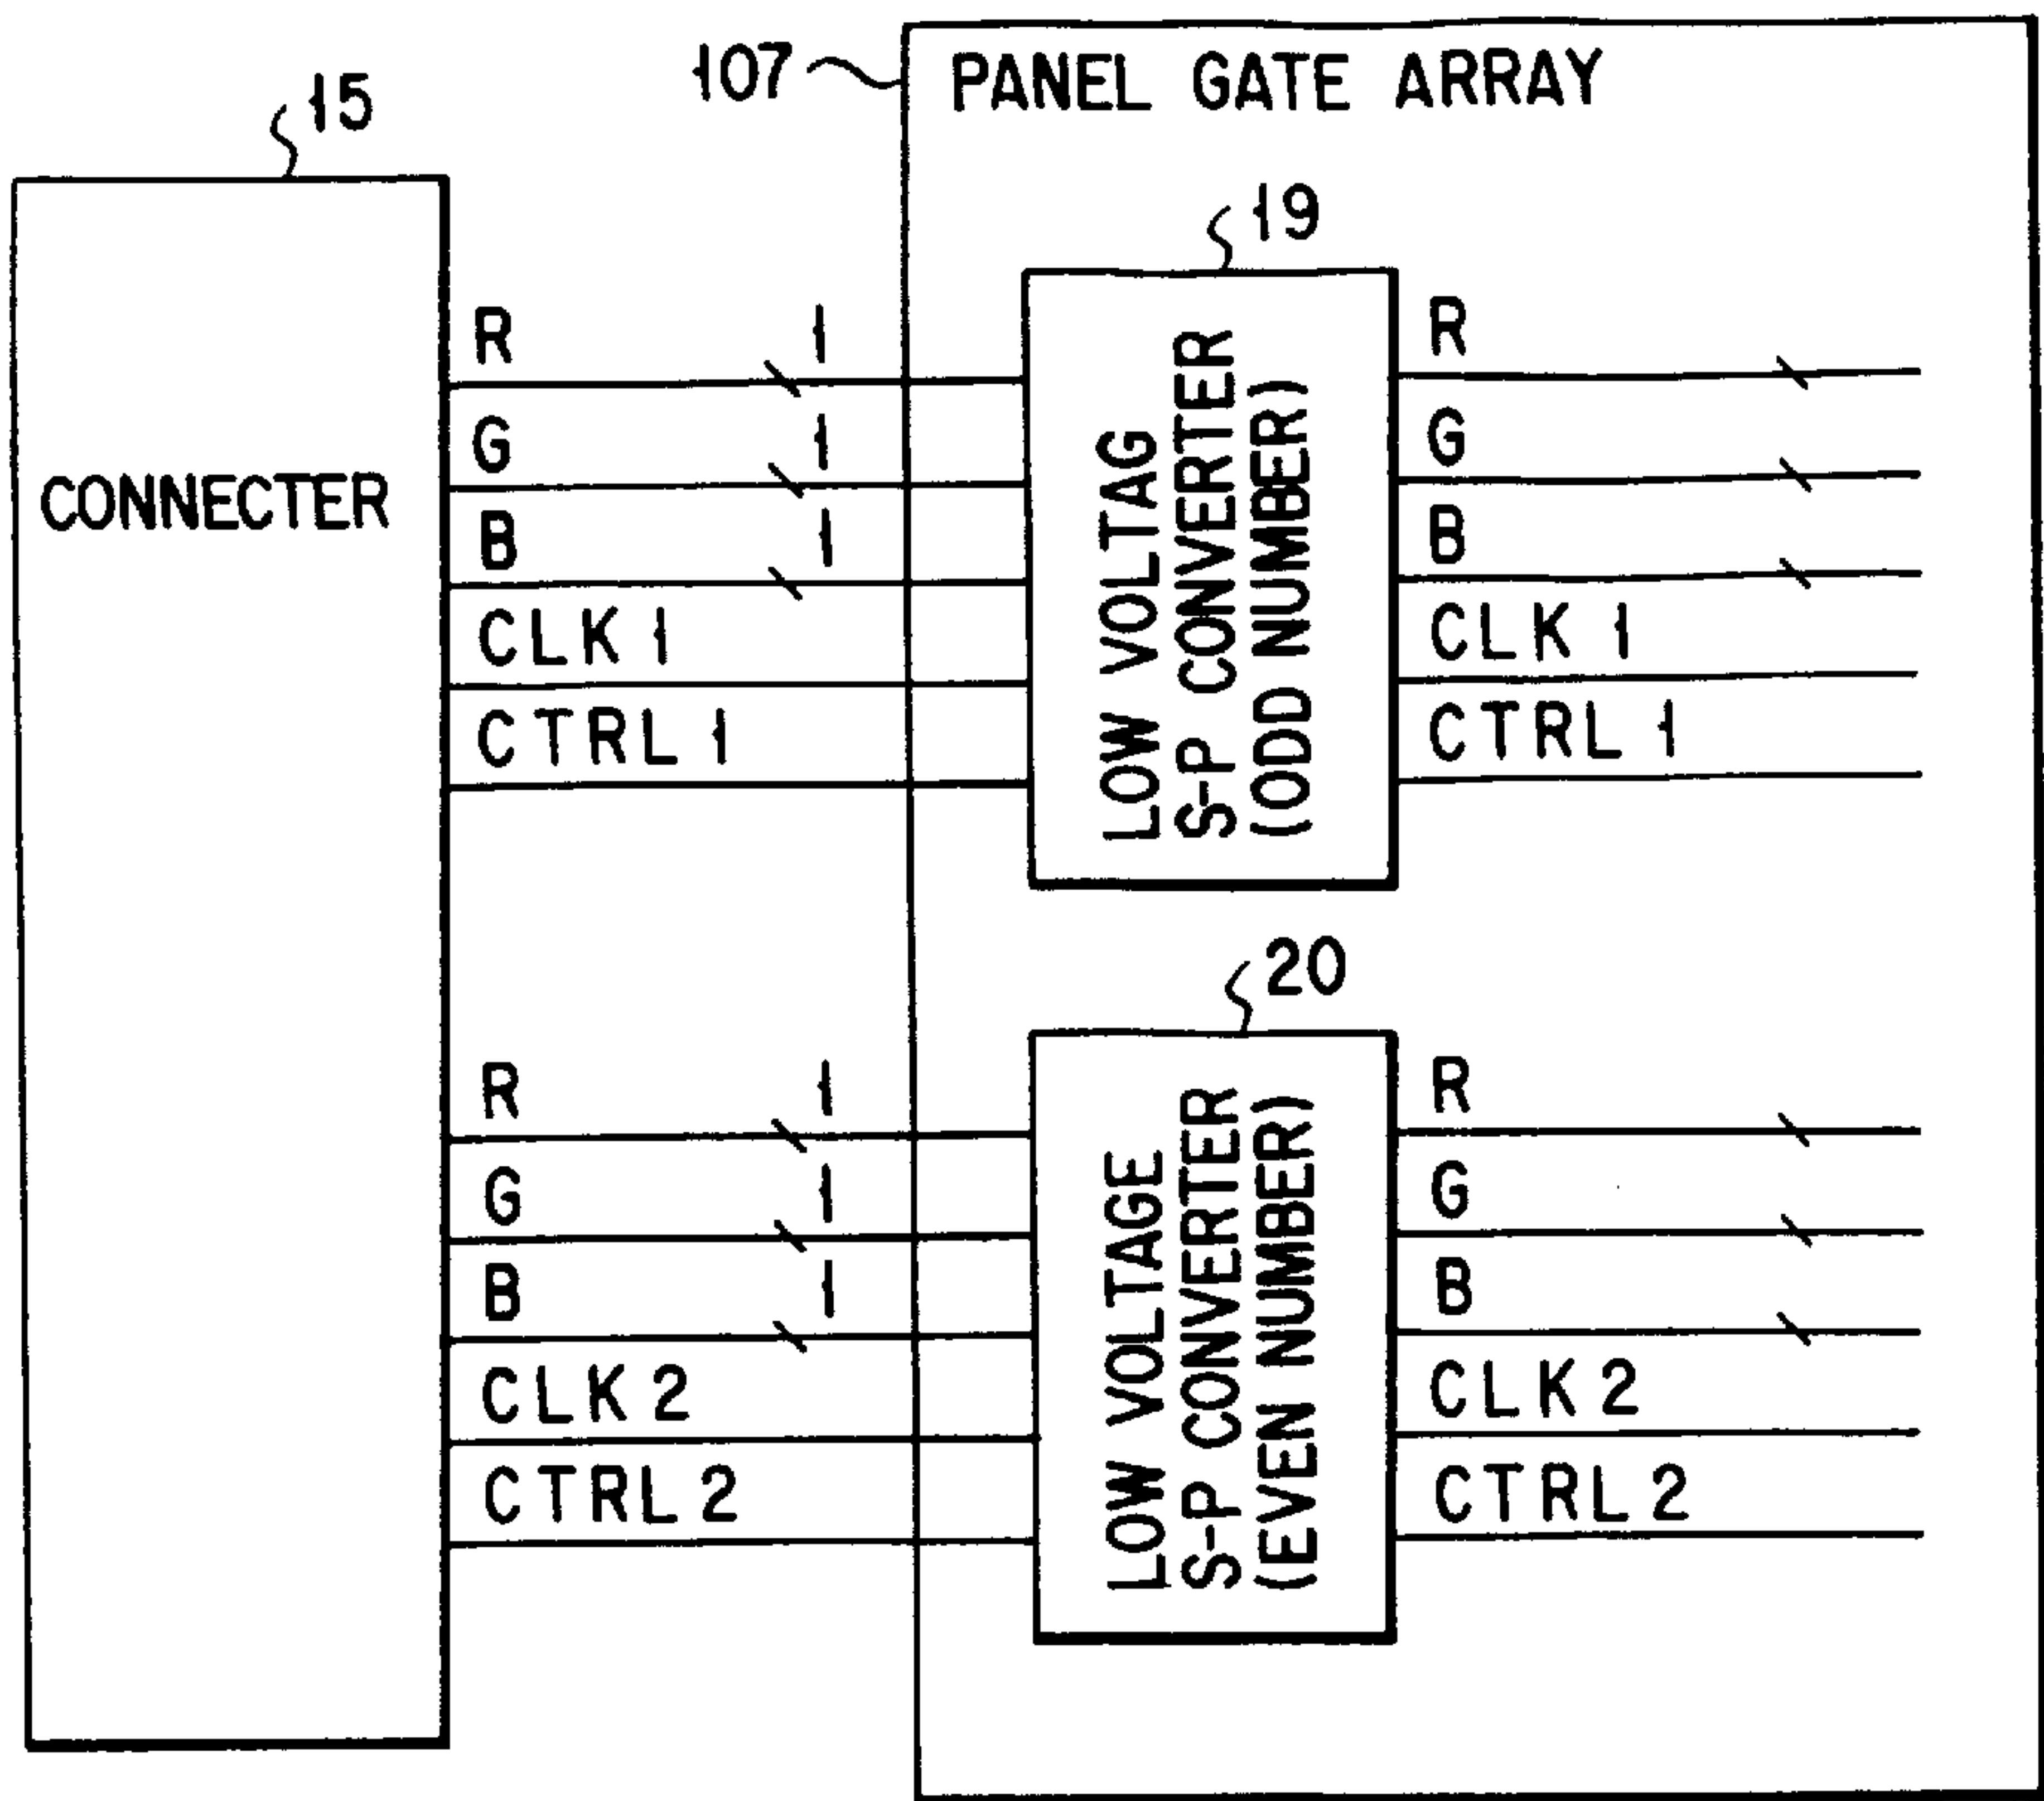 107
PANEL GATE ARRAY
15
CONNECTER
R 1
G 1
B 1
CLK 1
CTRL 1
19
LOW VOLTAG
S-P CONVERTER
(ODD NUMBER)
R
G
B
CLK 1
CTRL 1
R 1
G 1
B 1
CLK 2
CTRL 2
20
LOW VOLTAGE
S-P CONVERTER
(EVEN NUMBER)
R
G
B
CLK 2
CTRL 2